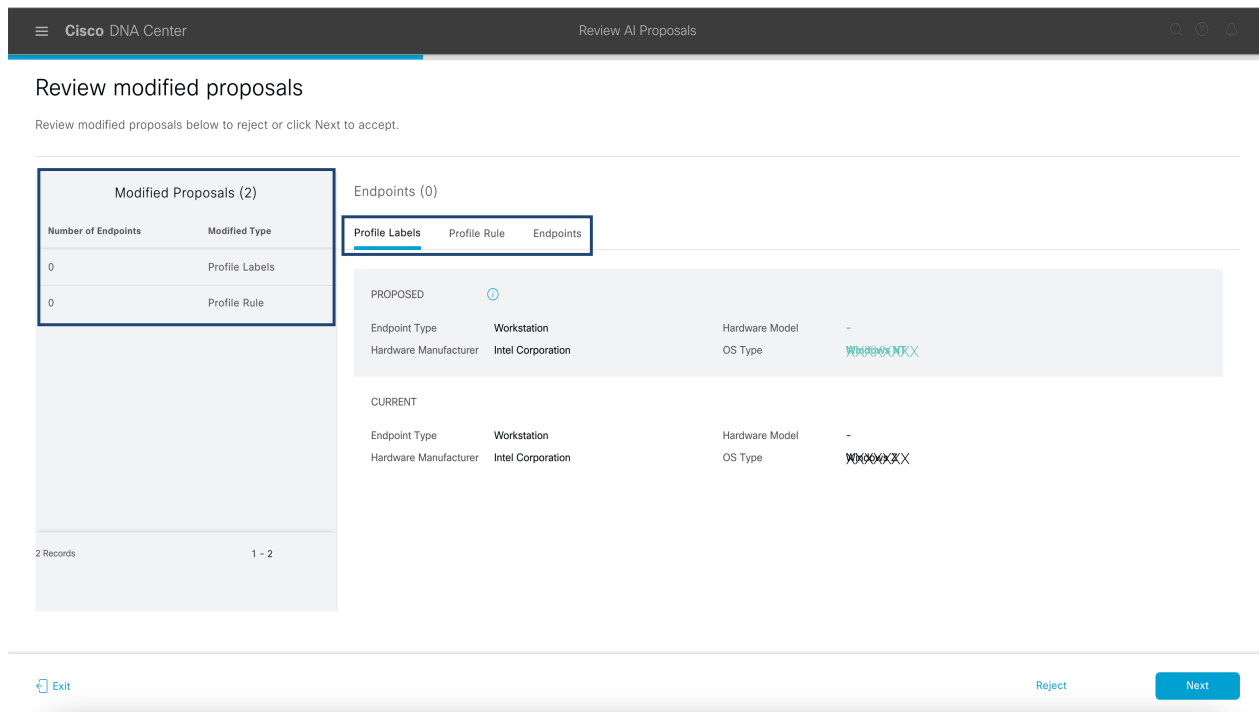 Cisco DNA Center
Review AI Proposals
Review modified proposals
Review modified proposals below to reject or click Next to accept.
Modified Proposals (2)
Number of Endpoints Modified Type
0 Profile Labels
0 Profile Rule
2 Records 1 - 2
Endpoints (0)
Profile Labels Profile Rule Endpoints
PROPOSED
Endpoint Type Workstation Hardware Model -
Hardware Manufacturer Intel Corporation OS Type
CURRENT
Endpoint Type Workstation Hardware Model -
Hardware Manufacturer Intel Corporation OS Type
Exit Reject Next